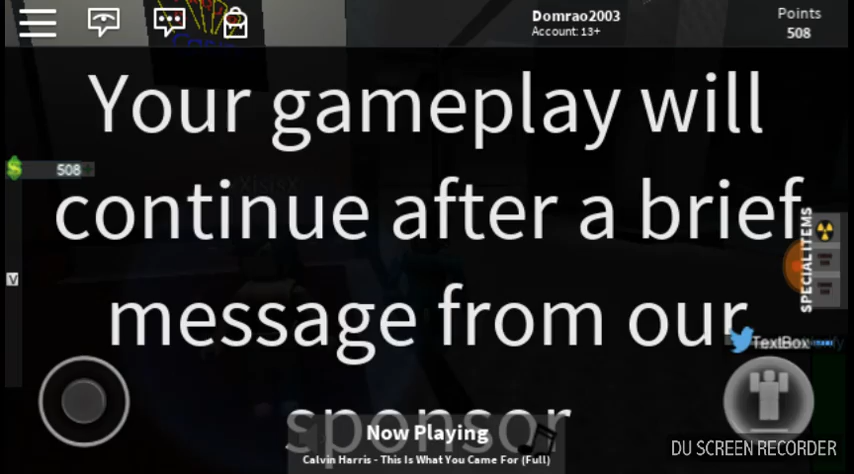 Domrao2003
Account: 13+
Points
508
Your gameplay will
continue after a brief
message from our
sponsor
$ 508
V
SPECIAL ITEMS
TextBox
Now Playing
Calvin Harris - This Is What You Came For (Full)
DU SCREEN RECORDER